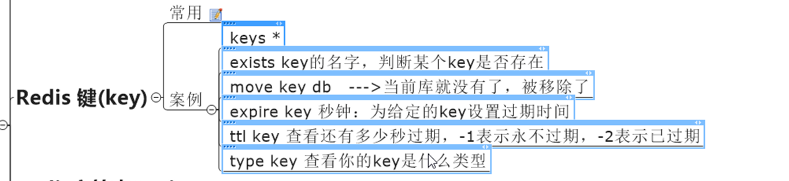 常用
Redis 键(key)
案例
keys *
exists key的名字，判断某个key是否存在
move key db --->当前库就没有了，被移除了
expire key 秒钟：为给定的key设置过期时间
ttl key 查看还有多少秒过期，-1表示永不过期，-2表示已过期
type key 查看你的key是什么类型